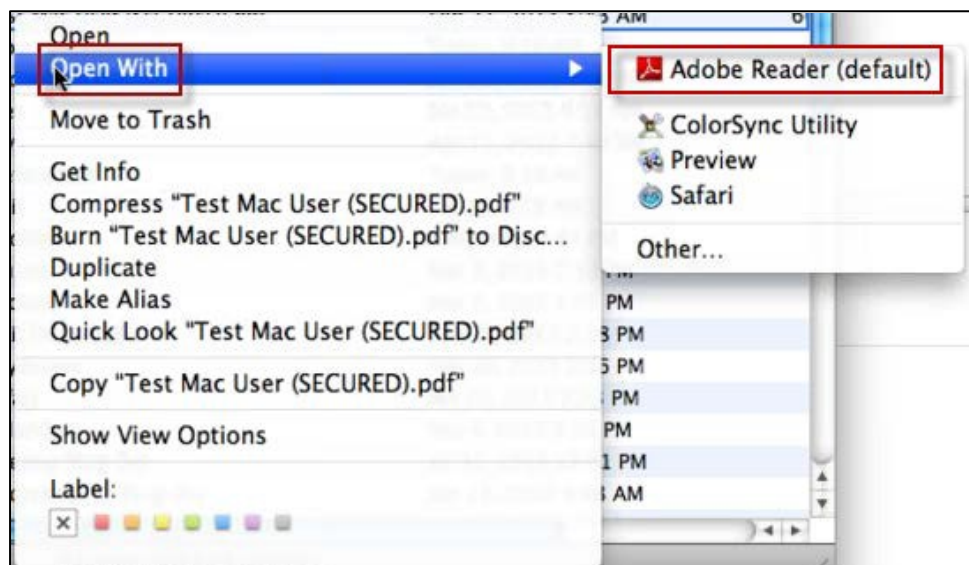 Open
Open With
Move to Trash
Get Info
Compress "Test Mac User (SECURED).pdf"
Burn "Test Mac User (SECURED).pdf" to Disc...
Duplicate
Make Alias
Quick Look "Test Mac User (SECURED).pdf"
Copy "Test Mac User (SECURED).pdf"
Show View Options
Label:
Adobe Reader (default)
ColorSync Utility
Preview
Safari
Other...
AM
6
PM
PM
PM
PM
PM
1 PM
AM